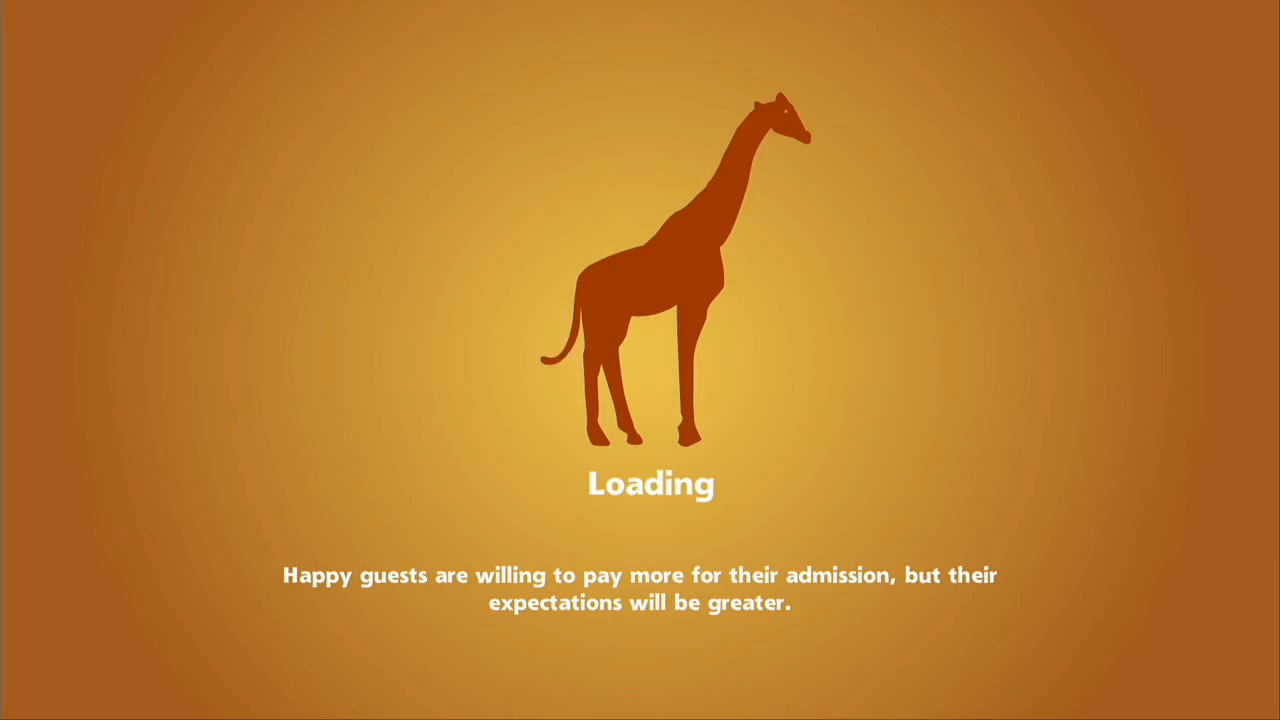 Loading
Happy guests are willing to pay more for their admission, but their
expectations will be greater.